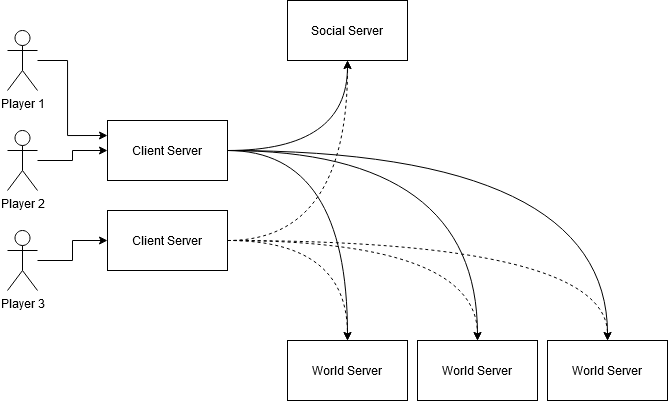 Social Server
Player 1
Client Server
Player 2
Client Server
Player 3
World Server
World Server
World Server